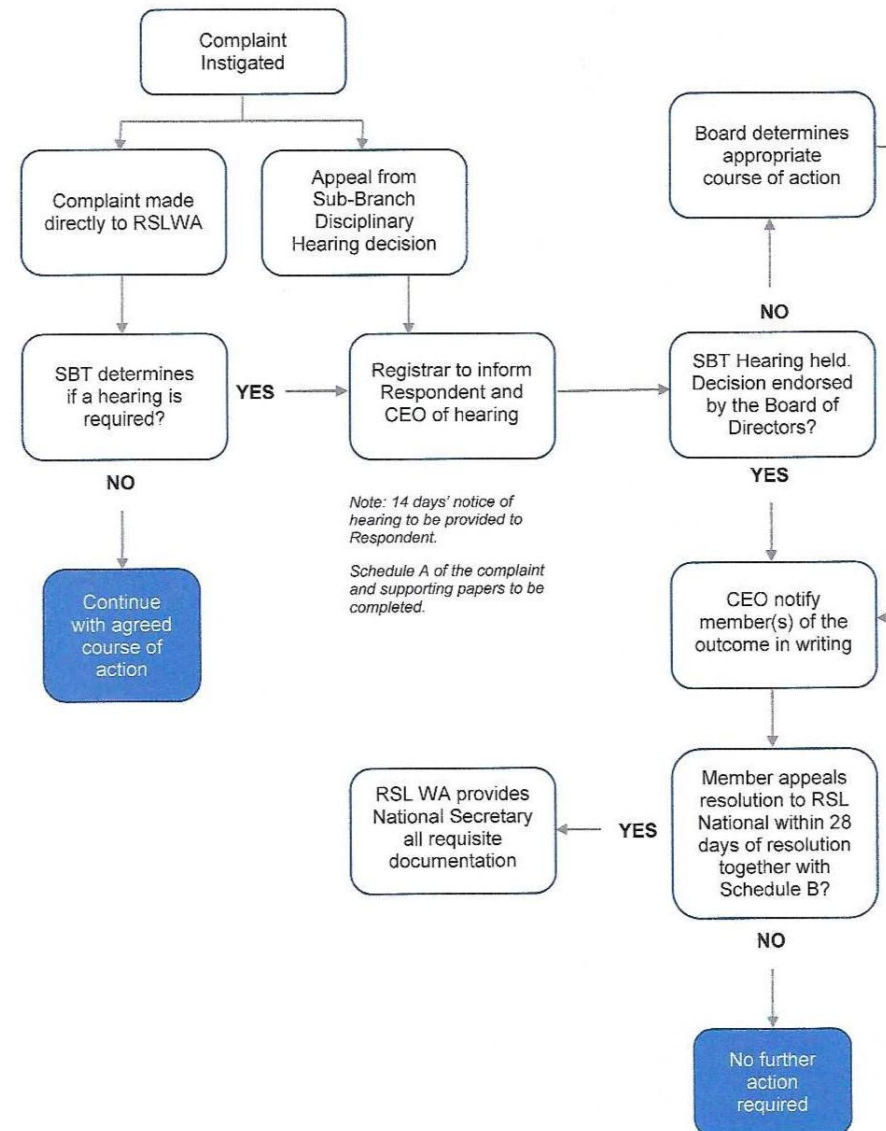 Complaint
Instigated
Complaint made
directly to RSLWA
Appeal from
Sub-Branch
Disciplinary
Hearing decision
Board determines
appropriate
course of action
NO
SBT determines
if a hearing is
required?
YES
Registrar to inform
Respondent and
CEO of hearing
SBT Hearing held.
Decision endorsed
by the Board of
Directors?
NO
YES
Note: 14 days' notice of
hearing to be provided to
Respondent.
Schedule A of the complaint
and supporting papers to be
completed.
Continue
with agreed
course of
action
CEO notify
member(s) of the
outcome in writing
RSL WA provides
National Secretary
all requisite
documentation
YES
Member appeals
resolution to RSL
National within 28
days of resolution
together with
Schedule B?
NO
No further
action
required